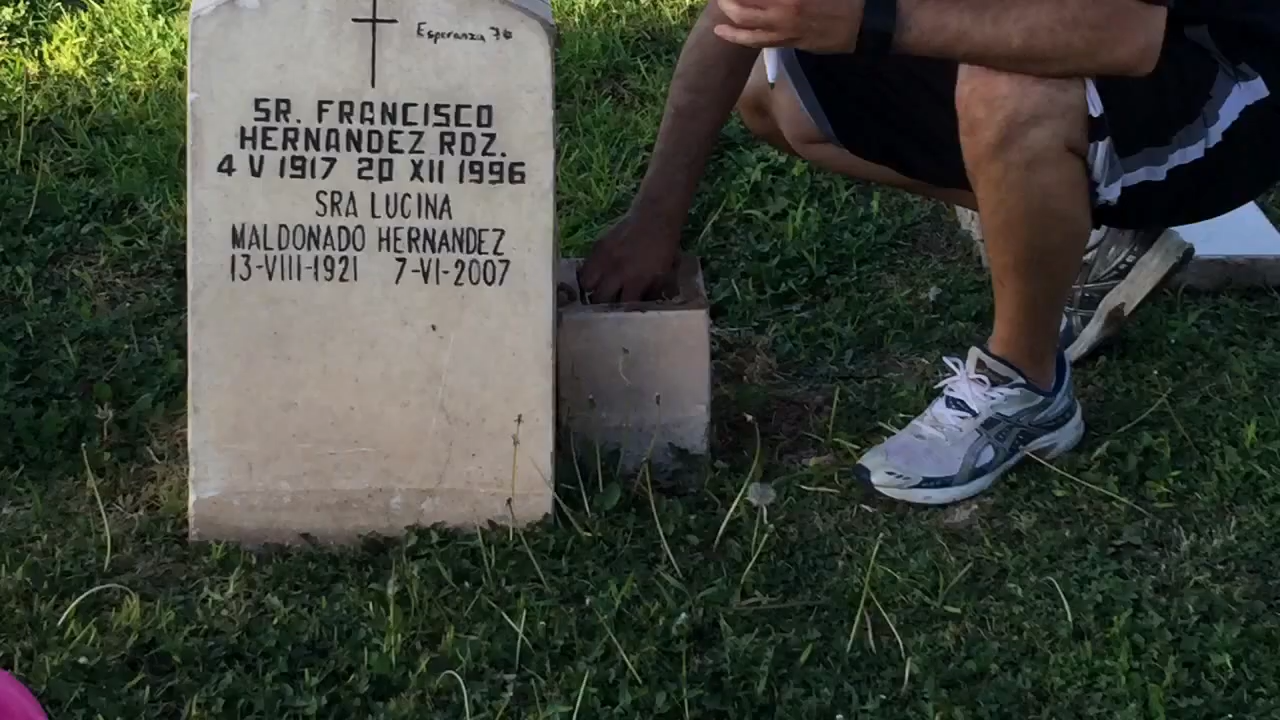 Esperanza 76
SR. FRANCISCO
HERNANDEZ RDZ.
4 V 1917 20 XII 1996
SRA LUCINA
MALDONADO HERNANDEZ
13-VIII-1921 7-VI-2007